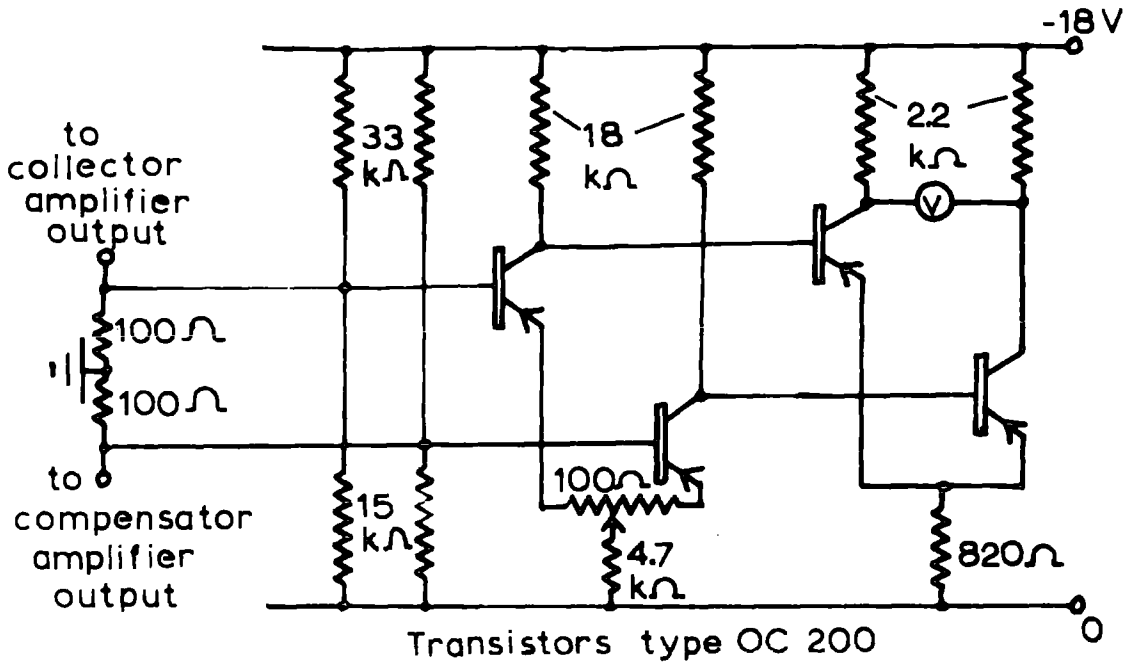 -18 V
to
collector
amplifier
output
33
kΩ
18
kΩ
2.2
kΩ
V
100Ω
100Ω
to
compensator
amplifier
output
15
kΩ
100Ω
4.7
kΩ
820Ω
0
Transistors type OC 200